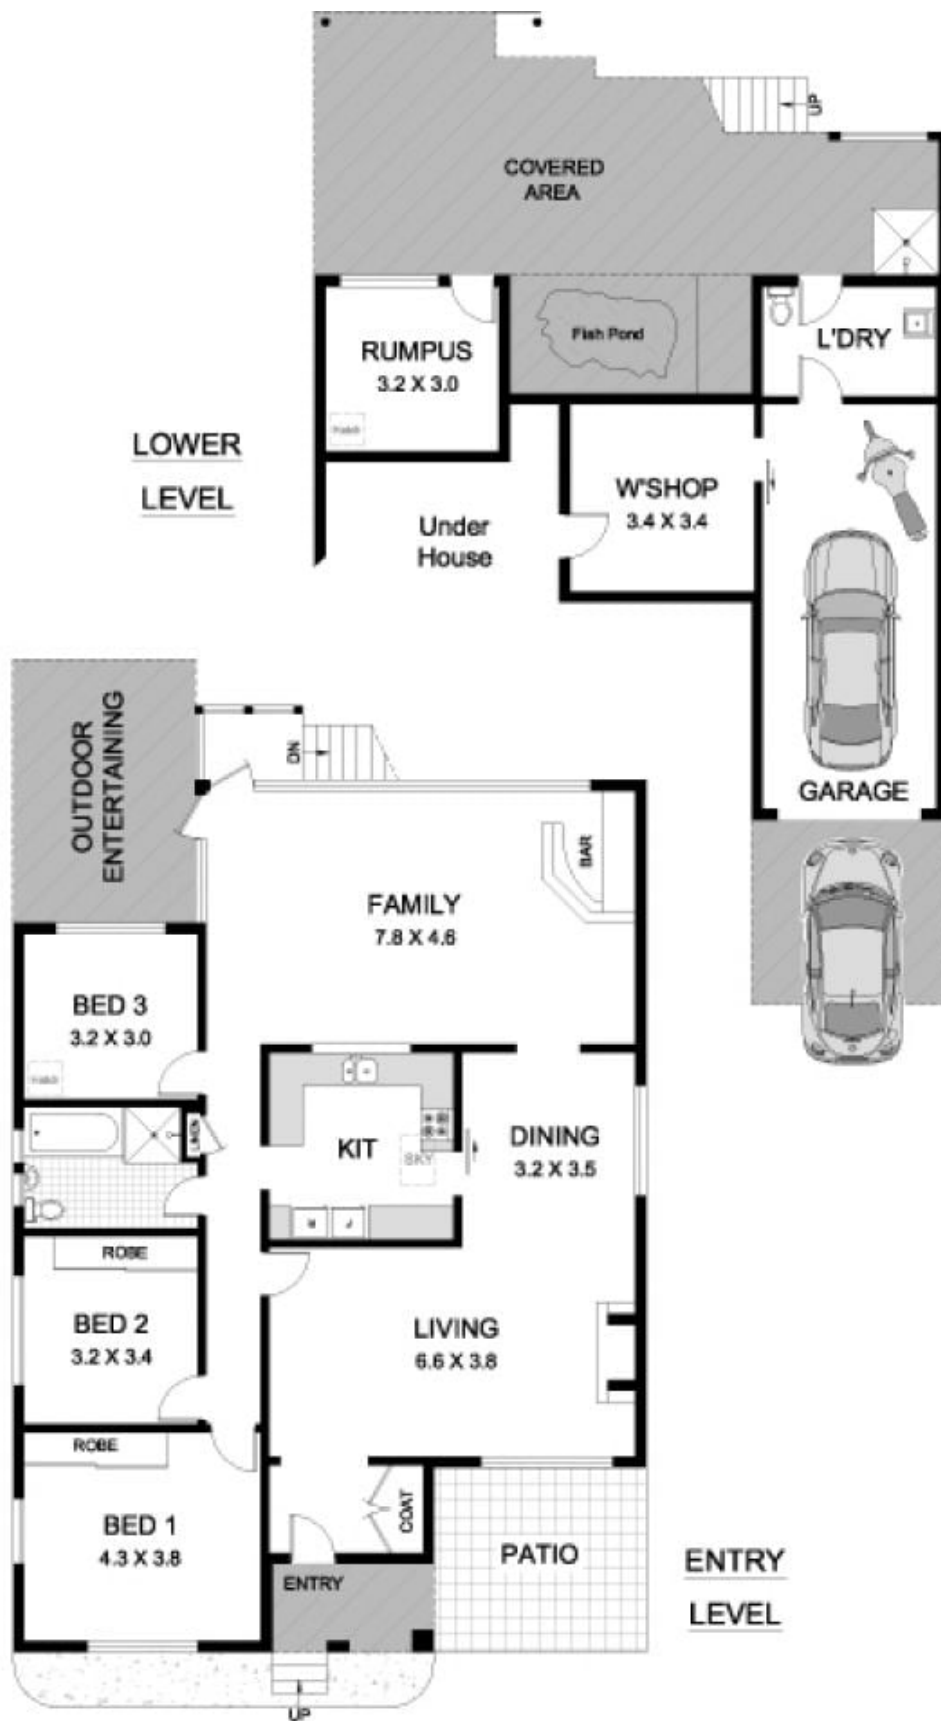 UP
COVERED
AREA
Fish Pond
L'DRY
RUMPUS
3.2 X 3.0
LOWER
LEVEL
W'SHOP
3.4 X 3.4
Under
House
GARAGE
OUTDOOR
ENTERTAINING
DN
BAR
FAMILY
7.8 X 4.6
BED 3
3.2 X 3.0
LINEN
KIT
SKY
DINING
3.2 X 3.5
ROBE
BED 2
3.2 X 3.4
LIVING
6.6 X 3.8
ROBE
BED 1
4.3 X 3.8
COAT
PATIO
ENTRY
ENTRY
LEVEL
UP